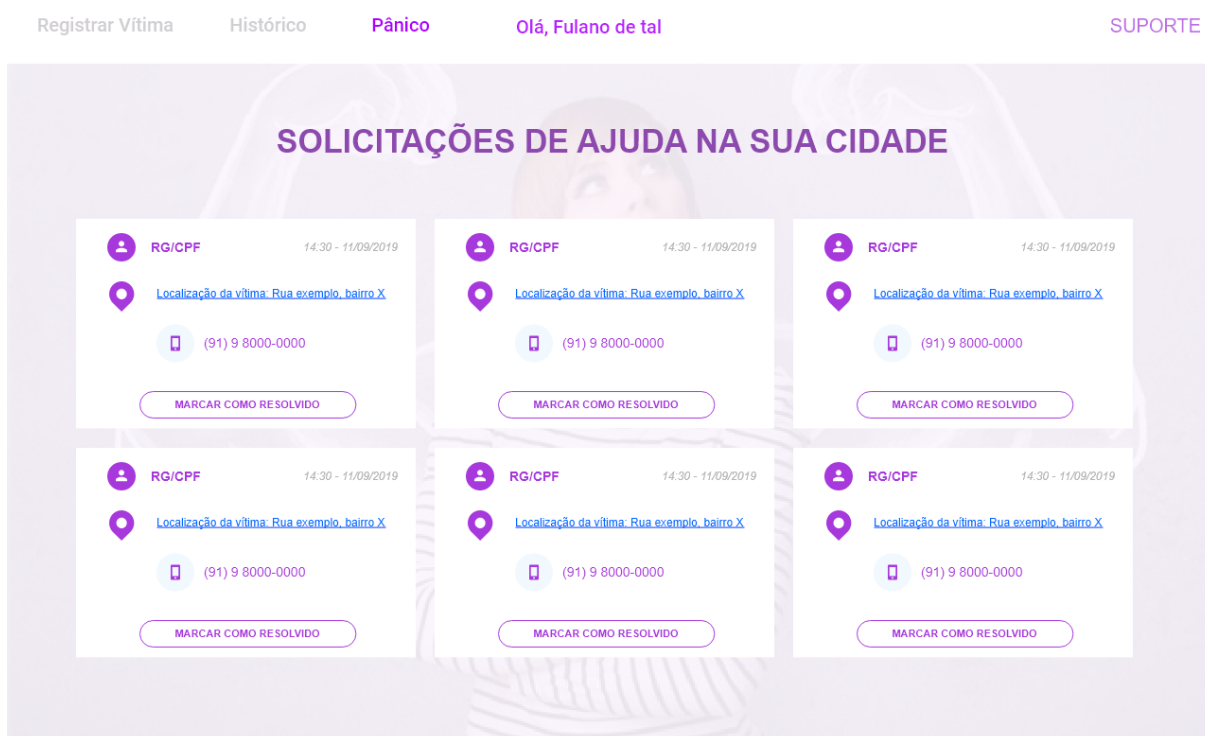 Registrar Vítima
Histórico
Pânico
Olá, Fulano de tal
SUPORTE
SOLICITAÇÕES DE AJUDA NA SUA CIDADE
RG/CPF
14:30 - 11/09/2019
Localização da vítima: Rua exemplo, bairro X
(91) 9 8000-0000
MARCAR COMO RESOLVIDO
RG/CPF
14:30 - 11/09/2019
Localização da vítima: Rua exemplo, bairro X
(91) 9 8000-0000
MARCAR COMO RESOLVIDO
RG/CPF
14:30 - 11/09/2019
Localização da vítima: Rua exemplo, bairro X
(91) 9 8000-0000
MARCAR COMO RESOLVIDO
RG/CPF
14:30 - 11/09/2019
Localização da vítima: Rua exemplo, bairro X
(91) 9 8000-0000
MARCAR COMO RESOLVIDO
RG/CPF
14:30 - 11/09/2019
Localização da vítima: Rua exemplo, bairro X
(91) 9 8000-0000
MARCAR COMO RESOLVIDO
RG/CPF
14:30 - 11/09/2019
Localização da vítima: Rua exemplo, bairro X
(91) 9 8000-0000
MARCAR COMO RESOLVIDO